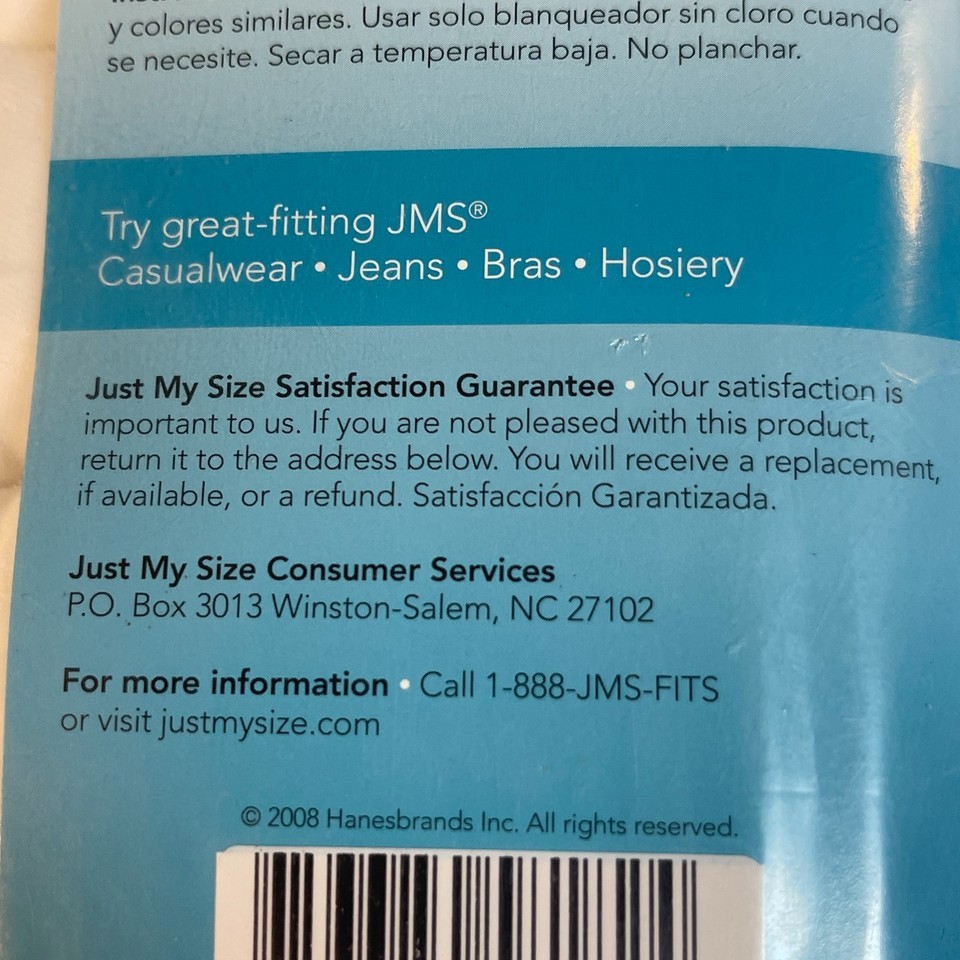 y colores similares. Usar solo blanqueador sin cloro cuando
se necesite. Secar a temperatura baja. No planchar.
Try great-fitting JMS®
Casualwear • Jeans • Bras • Hosiery
Just My Size Satisfaction Guarantee • Your satisfaction is
important to us. If you are not pleased with this product,
return it to the address below. You will receive a replacement,
if available, or a refund. Satisfacción Garantizada.
Just My Size Consumer Services
P.O. Box 3013 Winston-Salem, NC 27102
For more information • Call 1-888-JMS-FITS
or visit justmysize.com
© 2008 Hanesbrands Inc. All rights reserved.